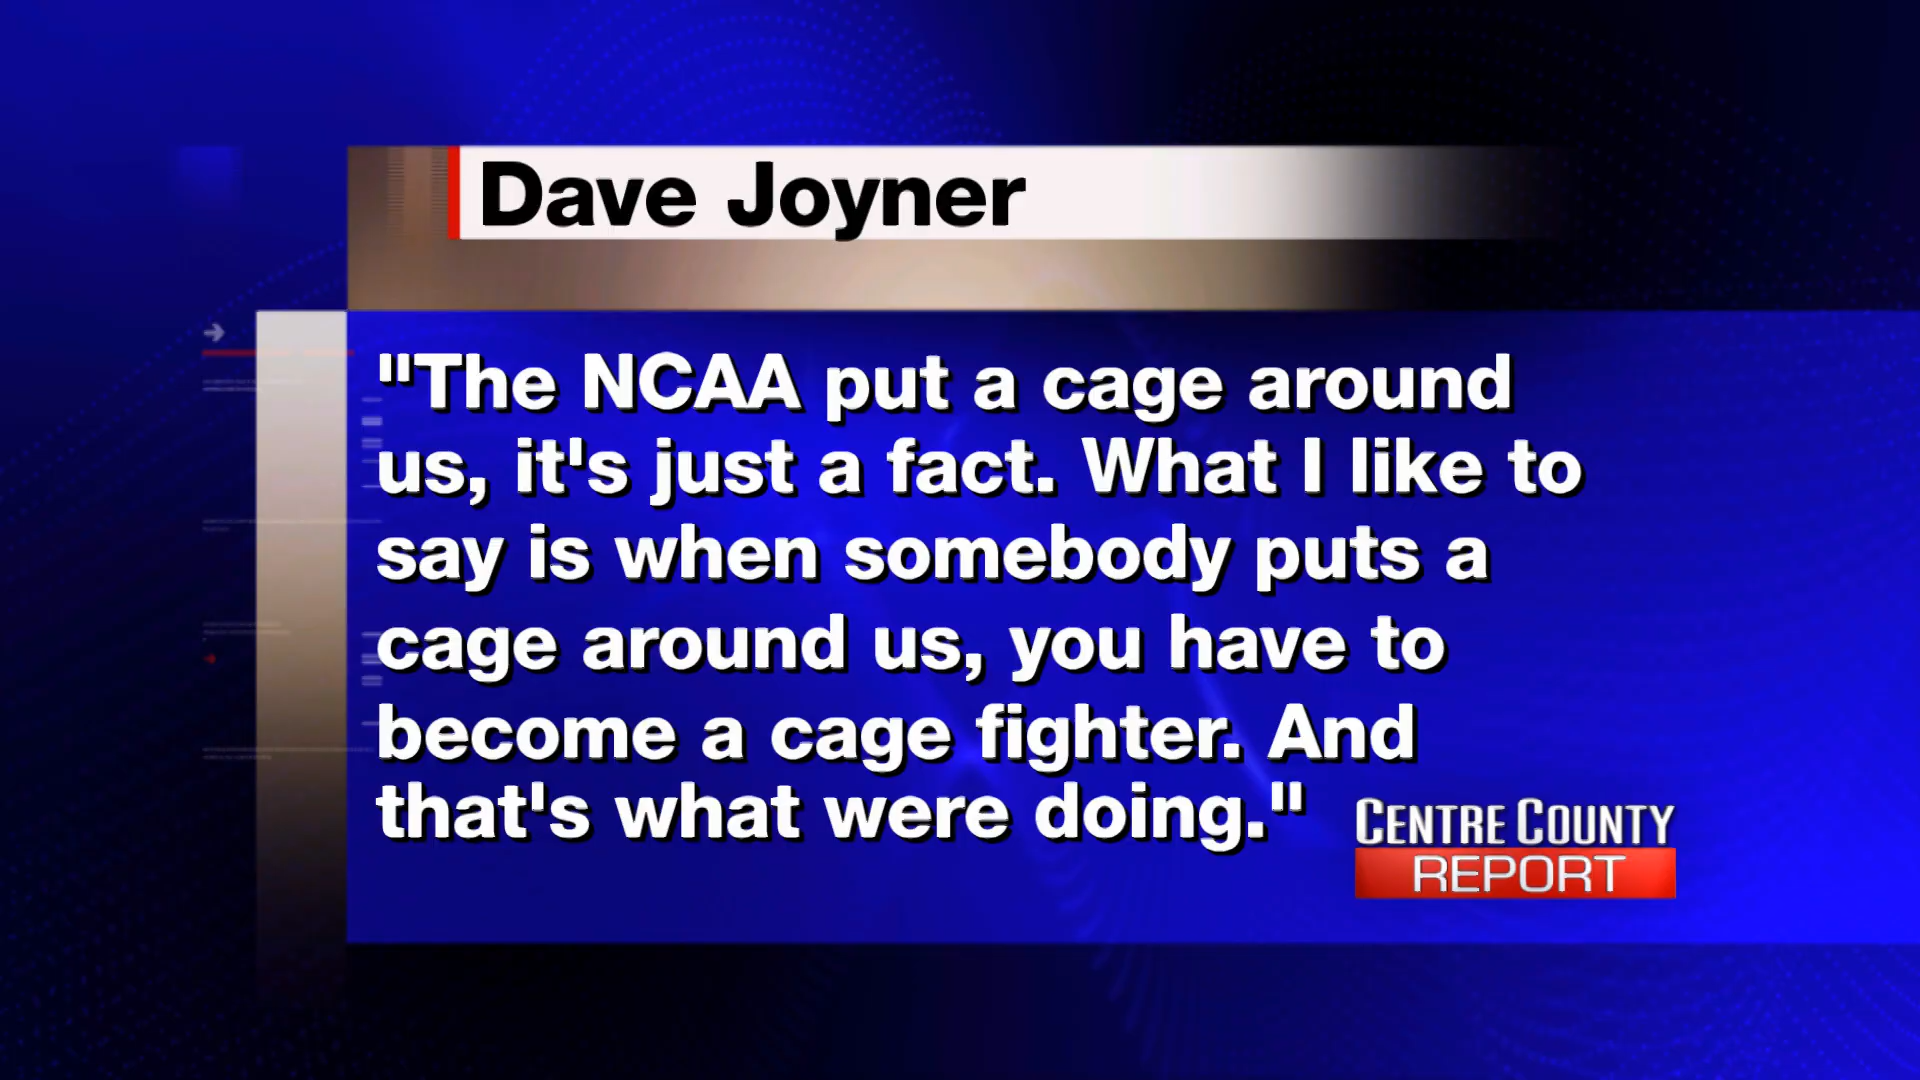 Dave Joyner
"The NCAA put a cage around
us, it's just a fact. What I like to
say is when somebody puts a
cage around us, you have to
become a cage fighter. And
that's what were doing."
CENTRE COUNTY
REPORT